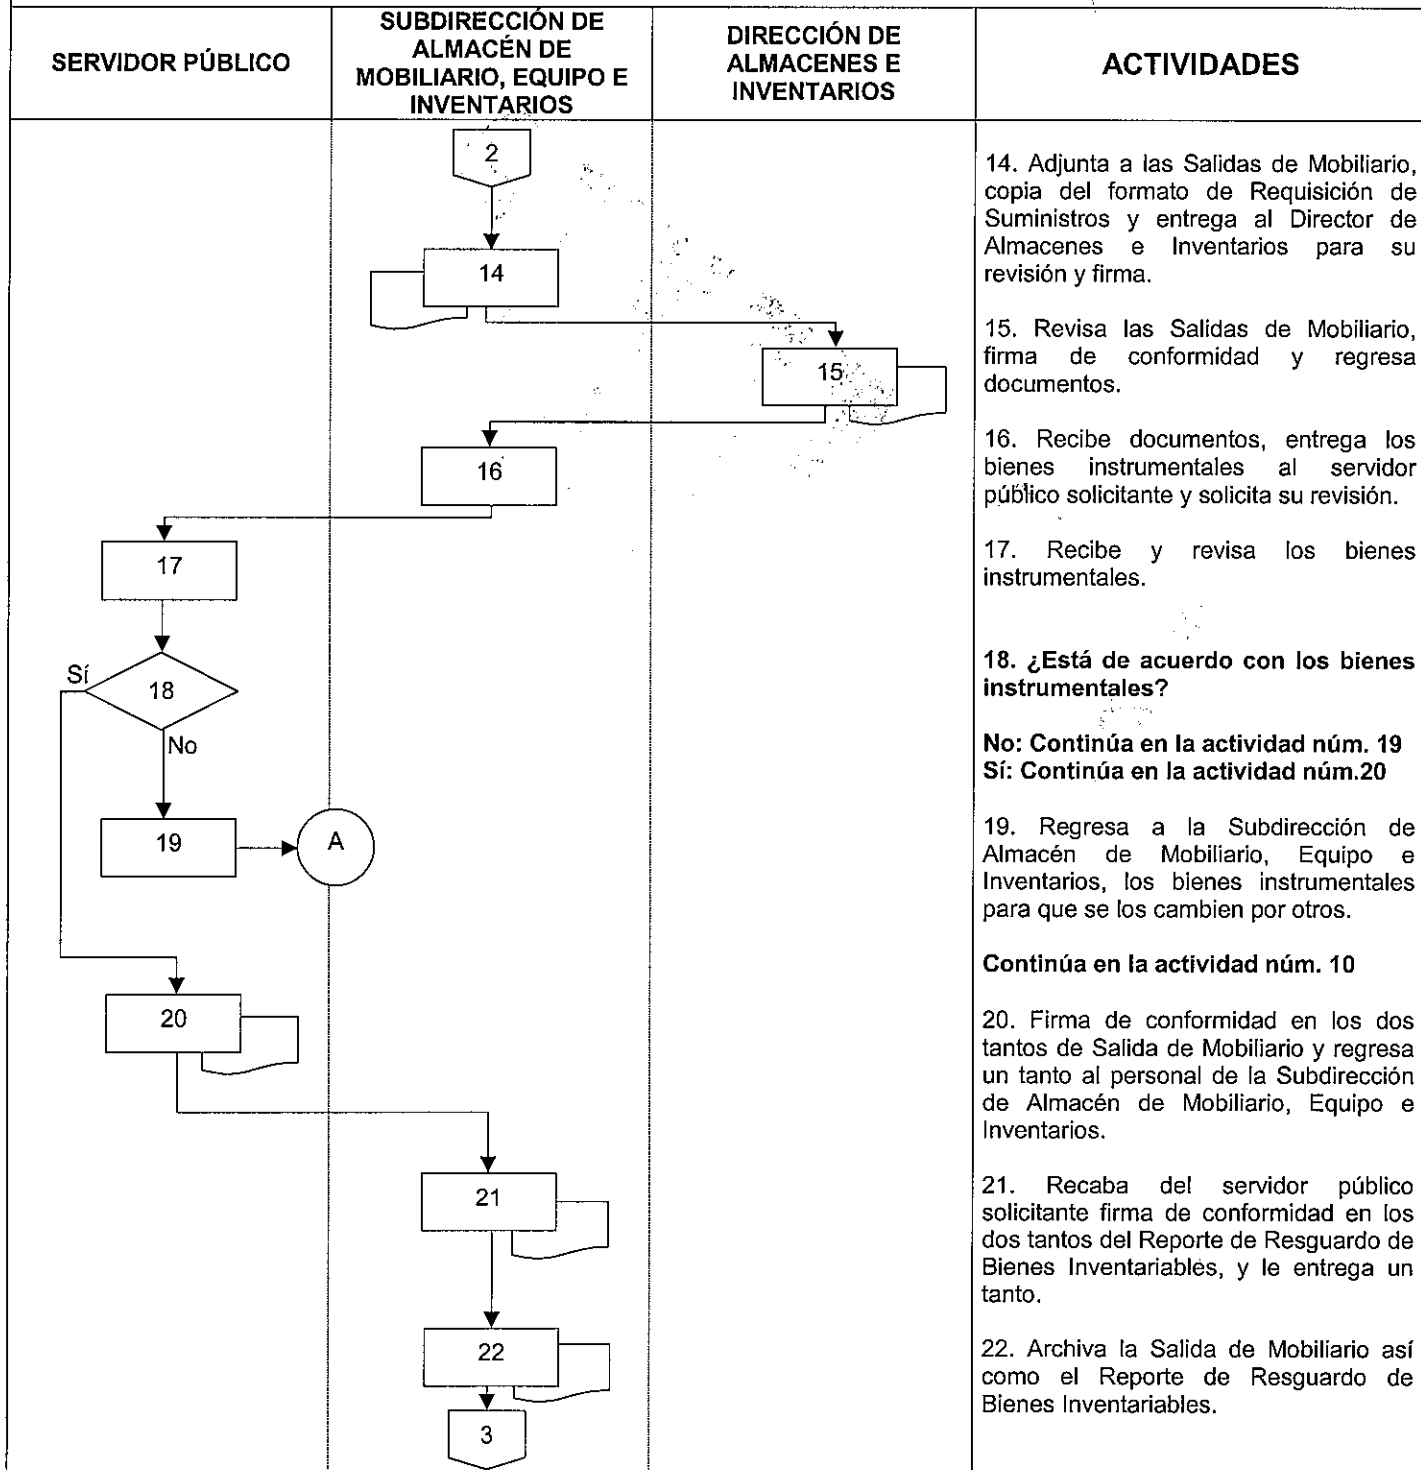 SERVIDOR PÚBLICO
SUBDIRECCIÓN DE
ALMACÉN DE
MOBILIARIO, EQUIPO E
INVENTARIOS
DIRECCIÓN DE
ALMACENES E
INVENTARIOS
ACTIVIDADES
2
14
15
16
17
Sí
18
No
19
A
20
21
22
3
14. Adjunta a las Salidas de Mobiliario,
copia del formato de Requisición de
Suministros y entrega al Director de
Almacenes e Inventarios para su
revisión y firma.
15. Revisa las Salidas de Mobiliario,
firma de conformidad y regresa
documentos.
16. Recibe documentos, entrega los
bienes instrumentales al servidor
público solicitante y solicita su revisión.
17. Recibe y revisa los bienes
instrumentales.
18. ¿Está de acuerdo con los bienes
instrumentales?
No: Continúa en la actividad núm. 19
Sí: Continúa en la actividad núm.20
19. Regresa a la Subdirección de
Almacén de Mobiliario, Equipo e
Inventarios, los bienes instrumentales
para que se los cambien por otros.
Continúa en la actividad núm. 10
20. Firma de conformidad en los dos
tantos de Salida de Mobiliario y regresa
un tanto al personal de la Subdirección
de Almacén de Mobiliario, Equipo e
Inventarios.
21. Recaba del servidor público
solicitante firma de conformidad en los
dos tantos del Reporte de Resguardo de
Bienes Inventariables, y le entrega un
tanto.
22. Archiva la Salida de Mobiliario así
como el Reporte de Resguardo de
Bienes Inventariables.